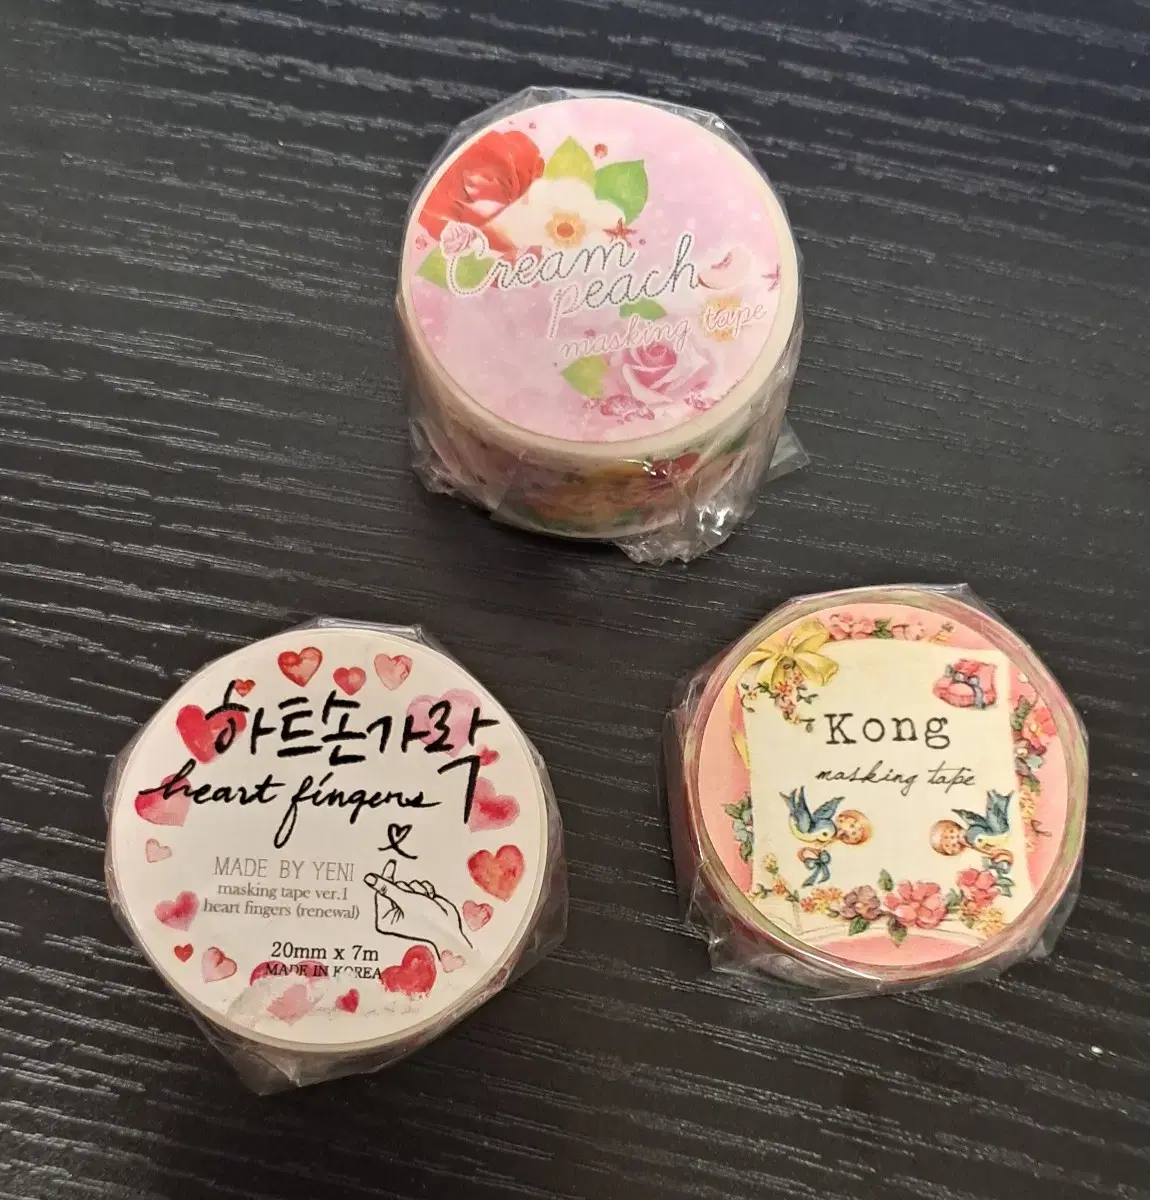 Cream
peach
masking tape
하트손가락
heart fingers
MADE BY YENI
masking tape ver.1
heart fingers (renewal)
20mm x 7m
MADE IN KOREA
Kong
masking tape